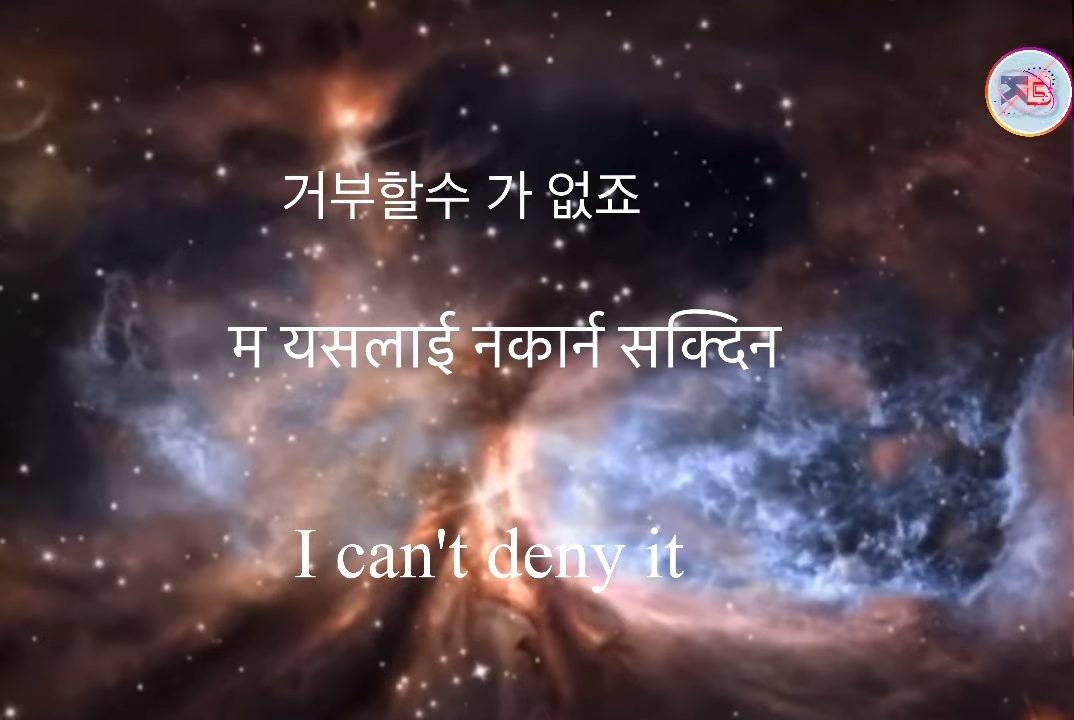 거부할수 가 없죠
म यसलाई नकार्न सक्दिन
I can't deny it